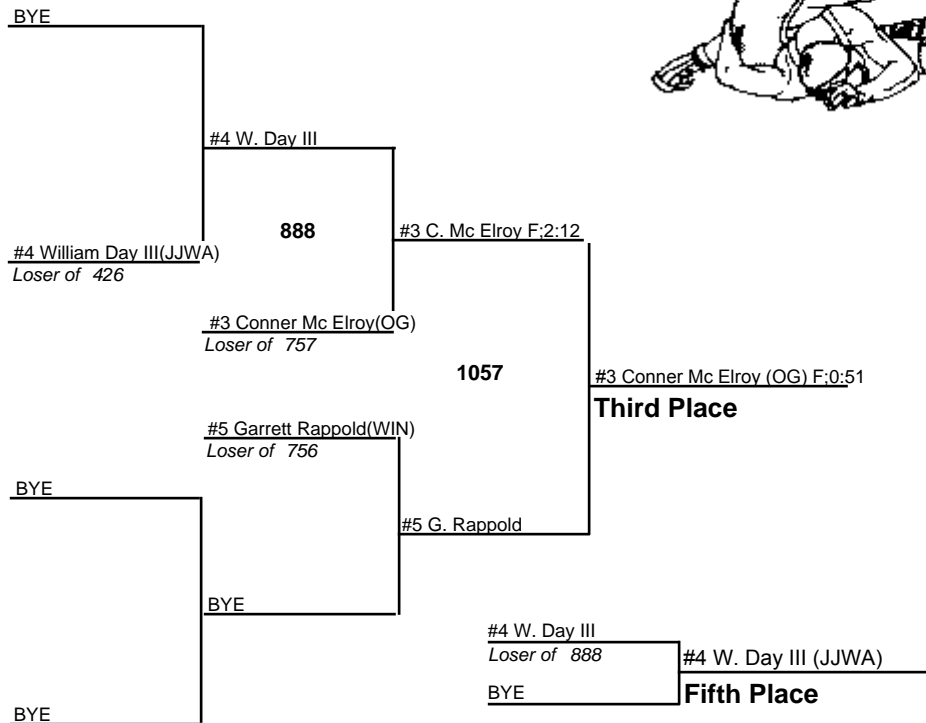 BYE
#4 W. Day III
888
#3 C. Mc Elroy F;2:12
#4 William Day III(JJWA)
Loser of 426
#3 Conner Mc Elroy(OG)
Loser of 757
1057
#3 Conner Mc Elroy (OG) F;0:51
Third Place
#5 Garrett Rappold(WIN)
Loser of 756
BYE
#5 G. Rappold
BYE
#4 W. Day III
Loser of 888
#4 W. Day III (JJWA)
BYE
Fifth Place
BYE